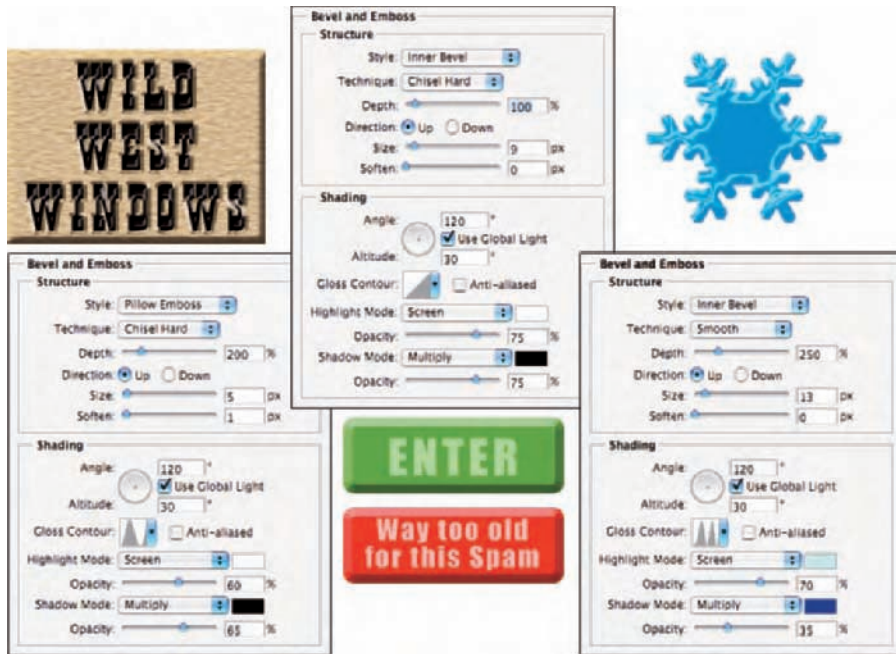 WILD
WEST
WINDOWS
Bevel and Emboss
Structure
Style: Inner Bevel
Technique: Chisel Hard
Depth: 100 %
Direction: Up Down
Size: 9 px
Soften: 0 px
Shading
Angle: 120 °
Use Global Light
Altitude: 30 °
Gloss Contour: Anti-aliased
Highlight Mode: Screen
Opacity: 75 %
Shadow Mode: Multiply
Opacity: 75 %
Bevel and Emboss
Structure
Style: Pillow Emboss
Technique: Chisel Hard
Depth: 200 %
Direction: Up Down
Size: 5 px
Soften: 1 px
Shading
Angle: 120 °
Use Global Light
Altitude: 30 °
Gloss Contour: Anti-aliased
Highlight Mode: Screen
Opacity: 60 %
Shadow Mode: Multiply
Opacity: 65 %
ENTER
Way too old
for this Spam
Bevel and Emboss
Structure
Style: Inner Bevel
Technique: Smooth
Depth: 250 %
Direction: Up Down
Size: 13 px
Soften: 0 px
Shading
Angle: 120 °
Use Global Light
Altitude: 30 °
Gloss Contour: Anti-aliased
Highlight Mode: Screen
Opacity: 70 %
Shadow Mode: Multiply
Opacity: 35 %